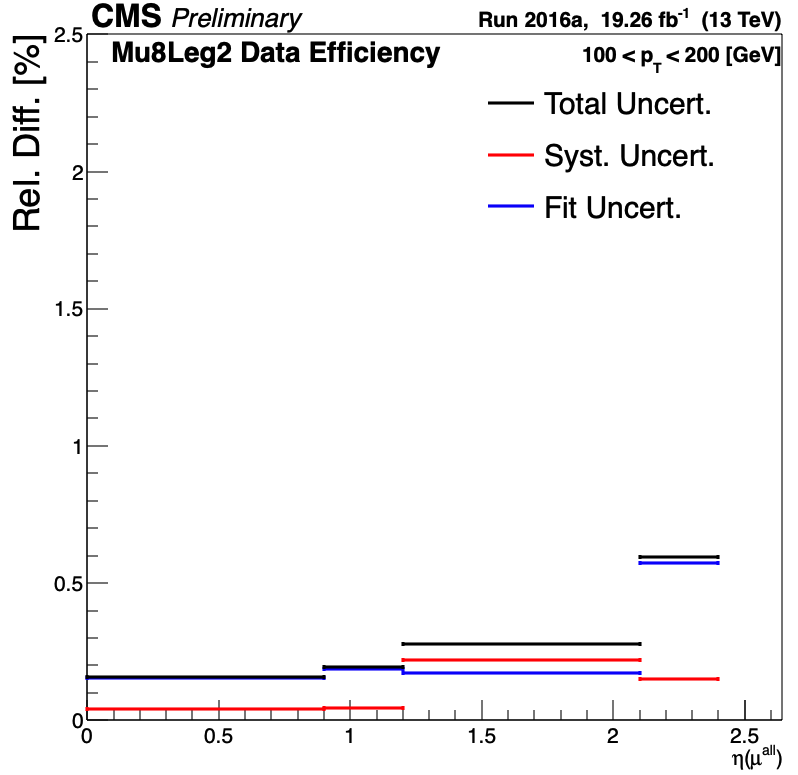 CMS Preliminary Run 2016a, 19.26 fb⁻¹ (13 TeV)
Mu8Leg2 Data Efficiency 100 < p_T < 200 [GeV]
Rel. Diff. [%]
Total Uncert.
Syst. Uncert.
Fit Uncert.
2.5
2
1.5
1
0.5
0
0 0.5 1 1.5 2 2.5
η(μ^all)